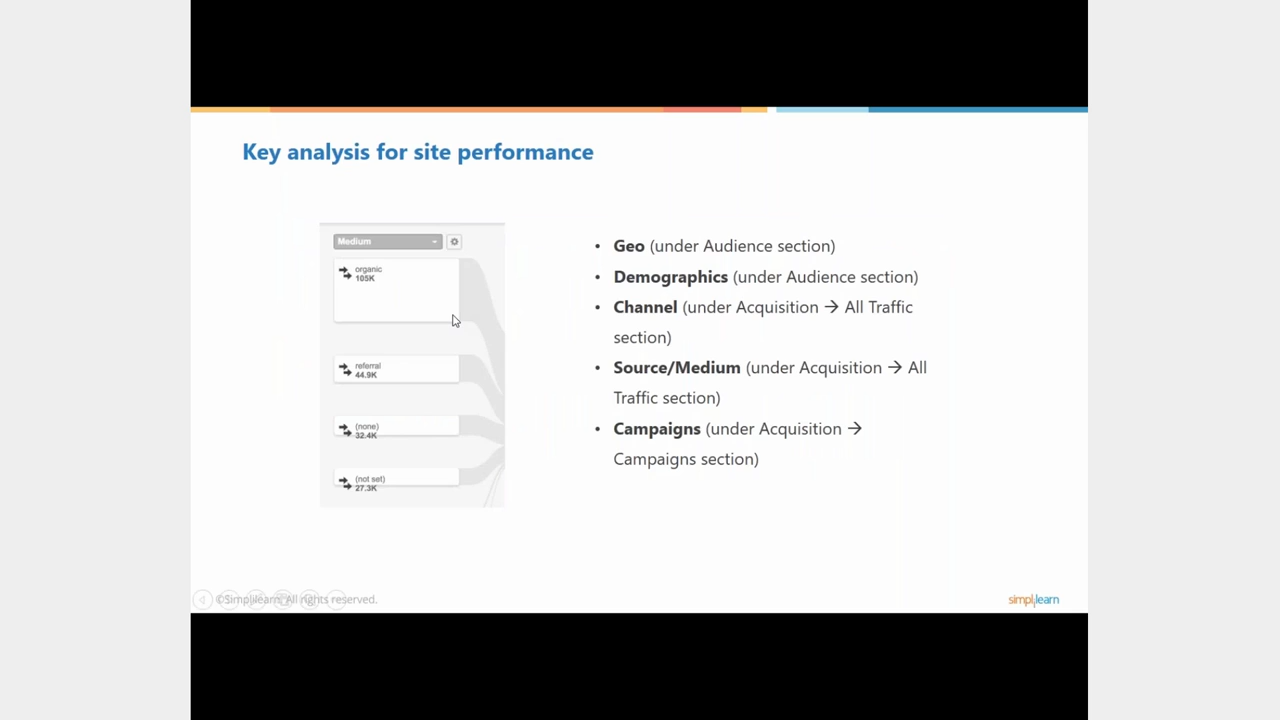 Key analysis for site performance
Medium
organic
105K
referral
44.9K
(none)
32.4K
(not set)
27.3K
• Geo (under Audience section)
• Demographics (under Audience section)
• Channel (under Acquisition → All Traffic
section)
• Source/Medium (under Acquisition → All
Traffic section)
• Campaigns (under Acquisition →
Campaigns section)
©Simplilearn. All rights reserved.
simplilearn